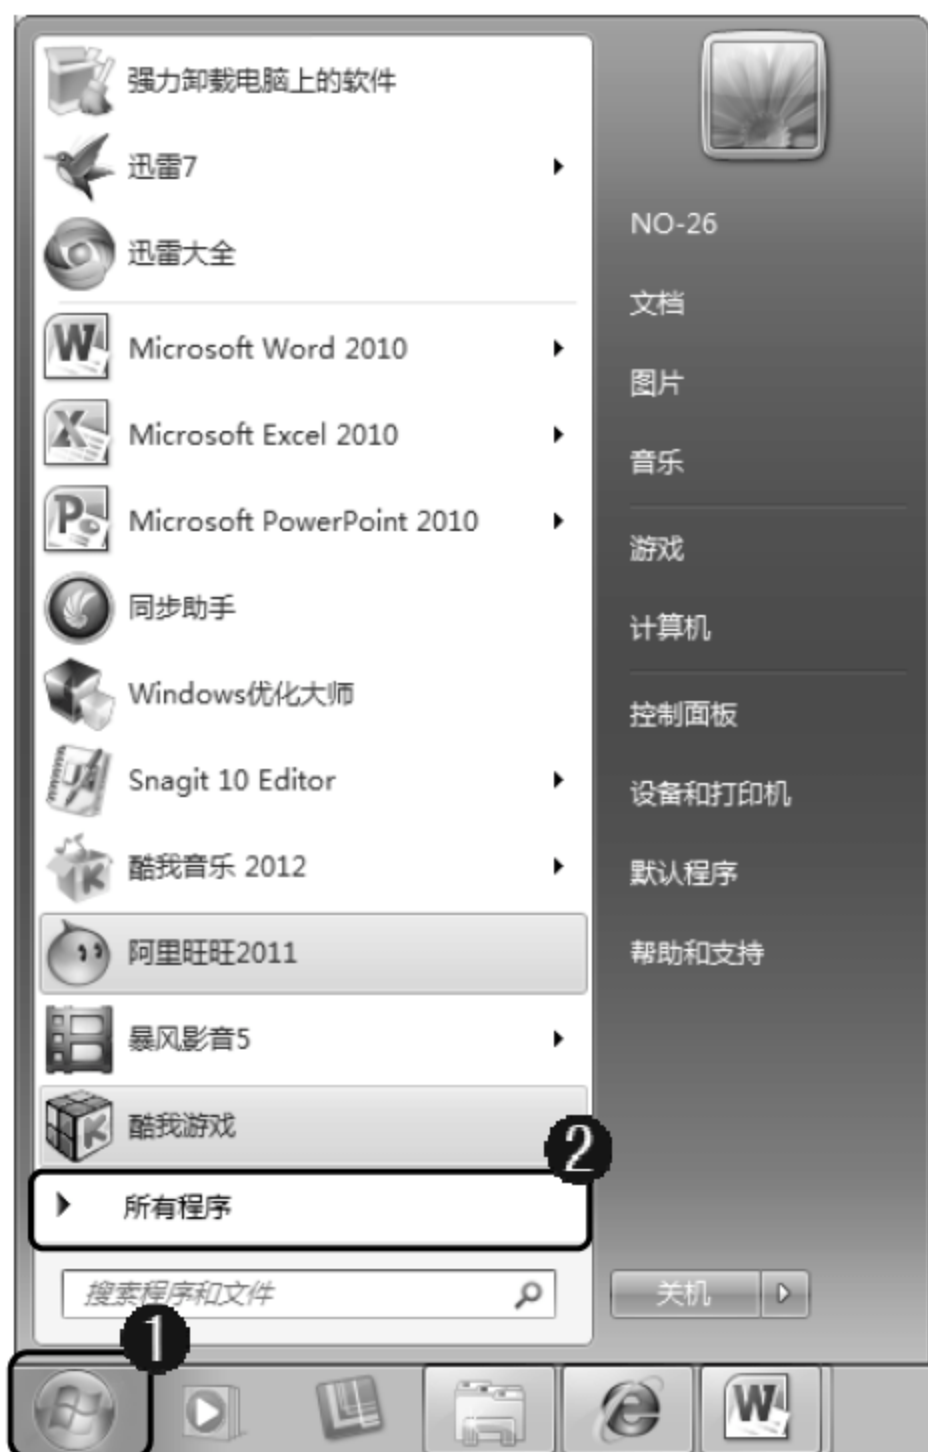 强力卸载电脑上的软件
迅雷7
迅雷大全
Microsoft Word 2010
Microsoft Excel 2010
Microsoft PowerPoint 2010
同步助手
Windows优化大师
Snagit 10 Editor
酷我音乐 2012
阿里旺旺2011
暴风影音5
酷我游戏
2
所有程序
搜索程序和文件
1
NO-26
文档
图片
音乐
游戏
计算机
控制面板
设备和打印机
默认程序
帮助和支持
关机